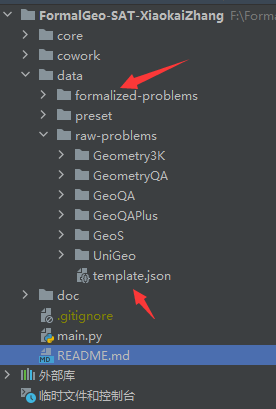 FormalGeo-SAT-XiaokaiZhang F:\Forma
core
cowork
data
formalized-problems
preset
raw-problems
Geometry3K
GeometryQA
GeoQA
GeoQAPlus
GeoS
UniGeo
template.json
doc
.gitignore
main.py
README.md
外部库
临时文件和控制台